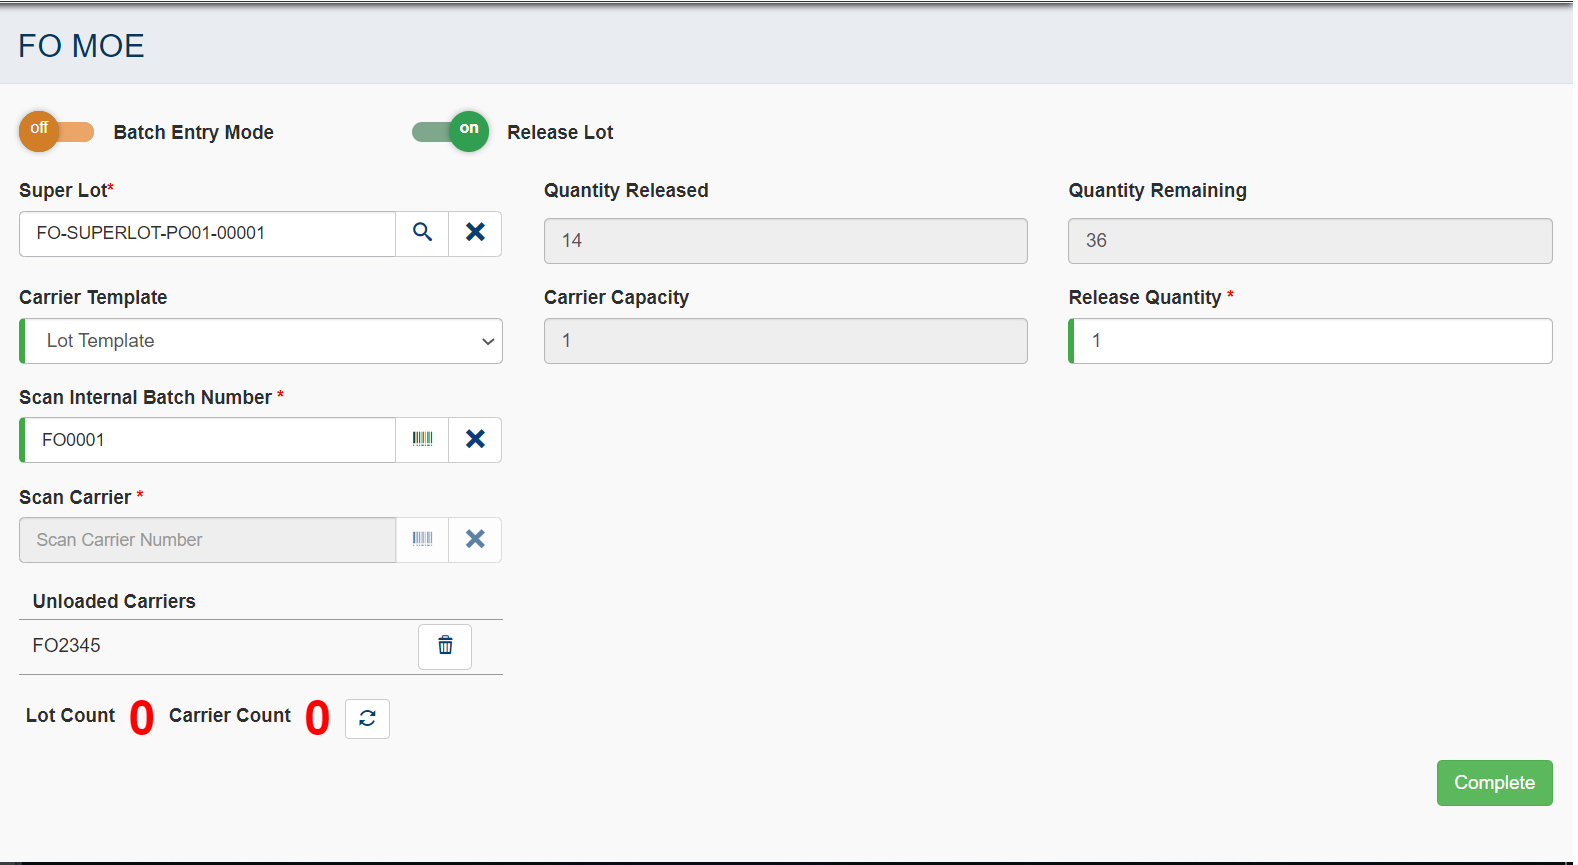 FO MOE
off Batch Entry Mode on Release Lot
Super Lot* Quantity Released Quantity Remaining
FO-SUPERLOT-PO01-00001 14 36
Carrier Template Carrier Capacity Release Quantity *
Lot Template 1 1
Scan Internal Batch Number *
FO0001
Scan Carrier *
Scan Carrier Number
Unloaded Carriers
FO2345
Lot Count 0 Carrier Count 0
Complete